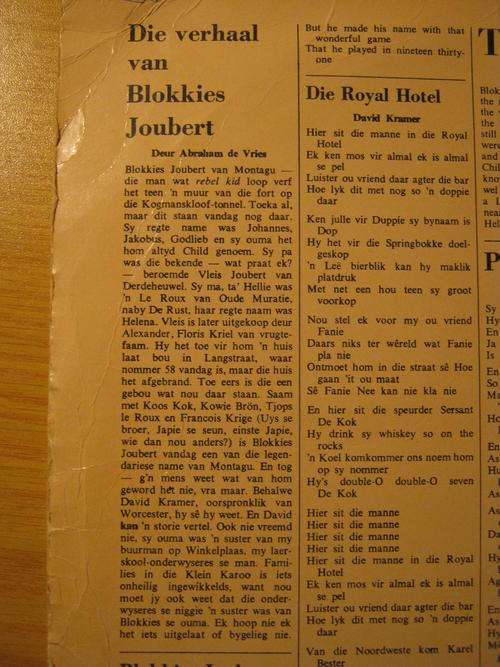 Die verhaal
van
Blokkies
Joubert
Deur Abraham de Vries
Blokkies Joubert van Montagu —
die man wat rebel kid loop verf
het teen 'n muur van die fort op
die Kogmanskloof-tonnel. Toeka al,
maar dit staan vandag nog daar.
Sy regte name was Johannes,
Jakobus, Godlieb en sy ouma het
hom altyd Child genoem. Sy pa
was die bekende — wat praat ek?
— beroemde Vleis Joubert van
Derdeheuwel. Sy ma, ta' Hellie was
'n Le Roux van Oude Muratie,
naby De Rust, haar regte naam was
Helena. Vleis is later uitgekoop deur
Alexander, Floris Kriel van vrugte-
faam. Hy het toe vir hom 'n huis
laat bou in Langstraat, waar
nommer 58 vandag is, maar die huis
het afgebrand. Toe eers is die een
gebou wat nou daar staan. Saam
met Koos Kok, Kowie Brön, Tjops
le Roux en Francois Krige (Uys se
broer, Japie se seun, einste Japie,
wie dan nou anders?) is Blokkies
Joubert vandag een van die legen-
dariese name van Montagu. En tog
— g'n mens weet wat van hom
geword het nie, vra maar. Behalwe
David Kramer, oorspronklik van
Worcester, hy sê hy weet. En David
kan 'n storie vertel. Ook nie vreemd
nie, sy ouma was 'n suster van my
buurman op Winkelplaas, my laer-
skool-onderwyseres se man. Fami-
lies in die Klein Karoo is iets
onheilig ingewikkelds, want nou
moet jy ook weet dat die onder-
wyseres se niggie 'n suster was van
Blokkies se ouma. Ek hoop nie ek
het iets uitgelaat of bygelieg nie.
But he made his name with that
wonderful game
That he played in nineteen thirty-
one
Die Royal Hotel
David Kramer
Hier sit die manne in die Royal
Hotel
Ek ken mos vir almal ek is almal
se pel
Luister ou vriend daar agter die bar
Hoe lyk dit met nog so 'n doppie
daar
Ken julle vir Duppie sy bynaam is
Dop
Hy het vir die Springbokke doel-
geskop
'n Leë bierblik kan hy maklik
platdruk
Met net een hou teen sy groot
voorkop
Nou stel ek voor my ou vriend
Fanie
Daars niks ter wêreld wat Fanie
pla nie
Ontmoet hom in die straat sê Hoe
gaan 'it ou maat
Sê Fanie Nee kan nie kla nie
En hier sit die speurder Sersant
De Kok
Hy drink sy whiskey so on the
rocks
'n Koel komkommer ons noem hom
op sy nommer
Hy's double-O double-O seven
De Kok
Hier sit die manne
Hier sit die manne
Hier sit die manne
Hier sit die manne
Hier sit die manne in die Royal
Hotel
Ek ken mos vir almal ek is almal
se pel
Luister ou vriend daar agter die bar
Hoe lyk dit met nog so 'n doppie
daar
Van die Noordweste kom Karel
Bester